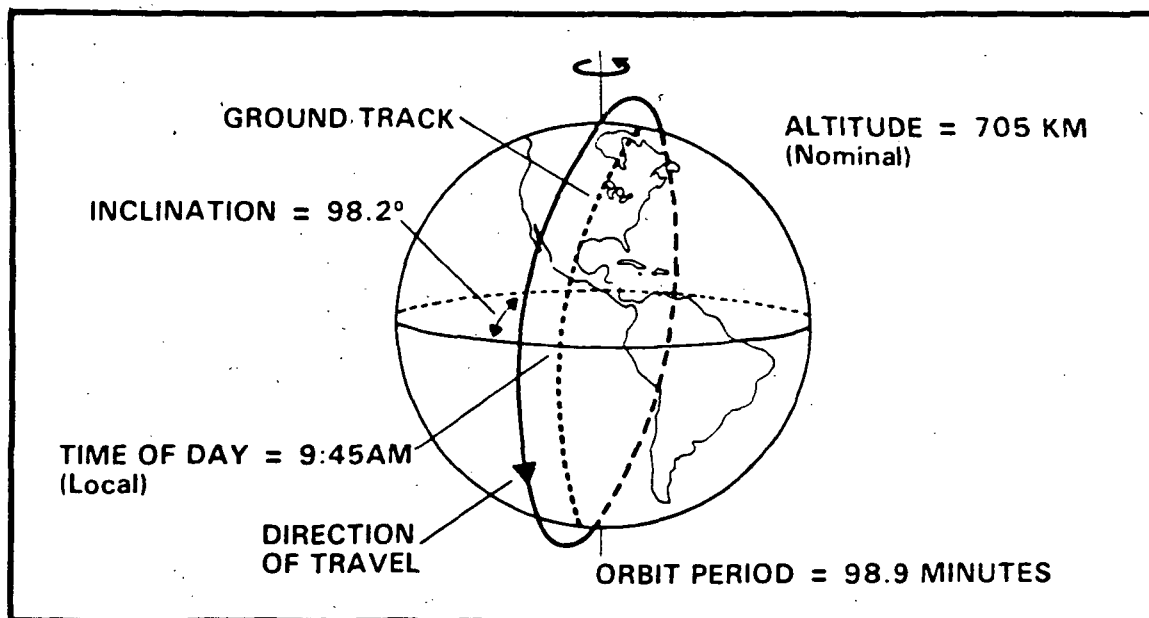 GROUND TRACK
ALTITUDE = 705 KM
(Nominal)
INCLINATION = 98.2º
TIME OF DAY = 9:45AM
(Local)
DIRECTION
OF TRAVEL
ORBIT PERIOD = 98.9 MINUTES